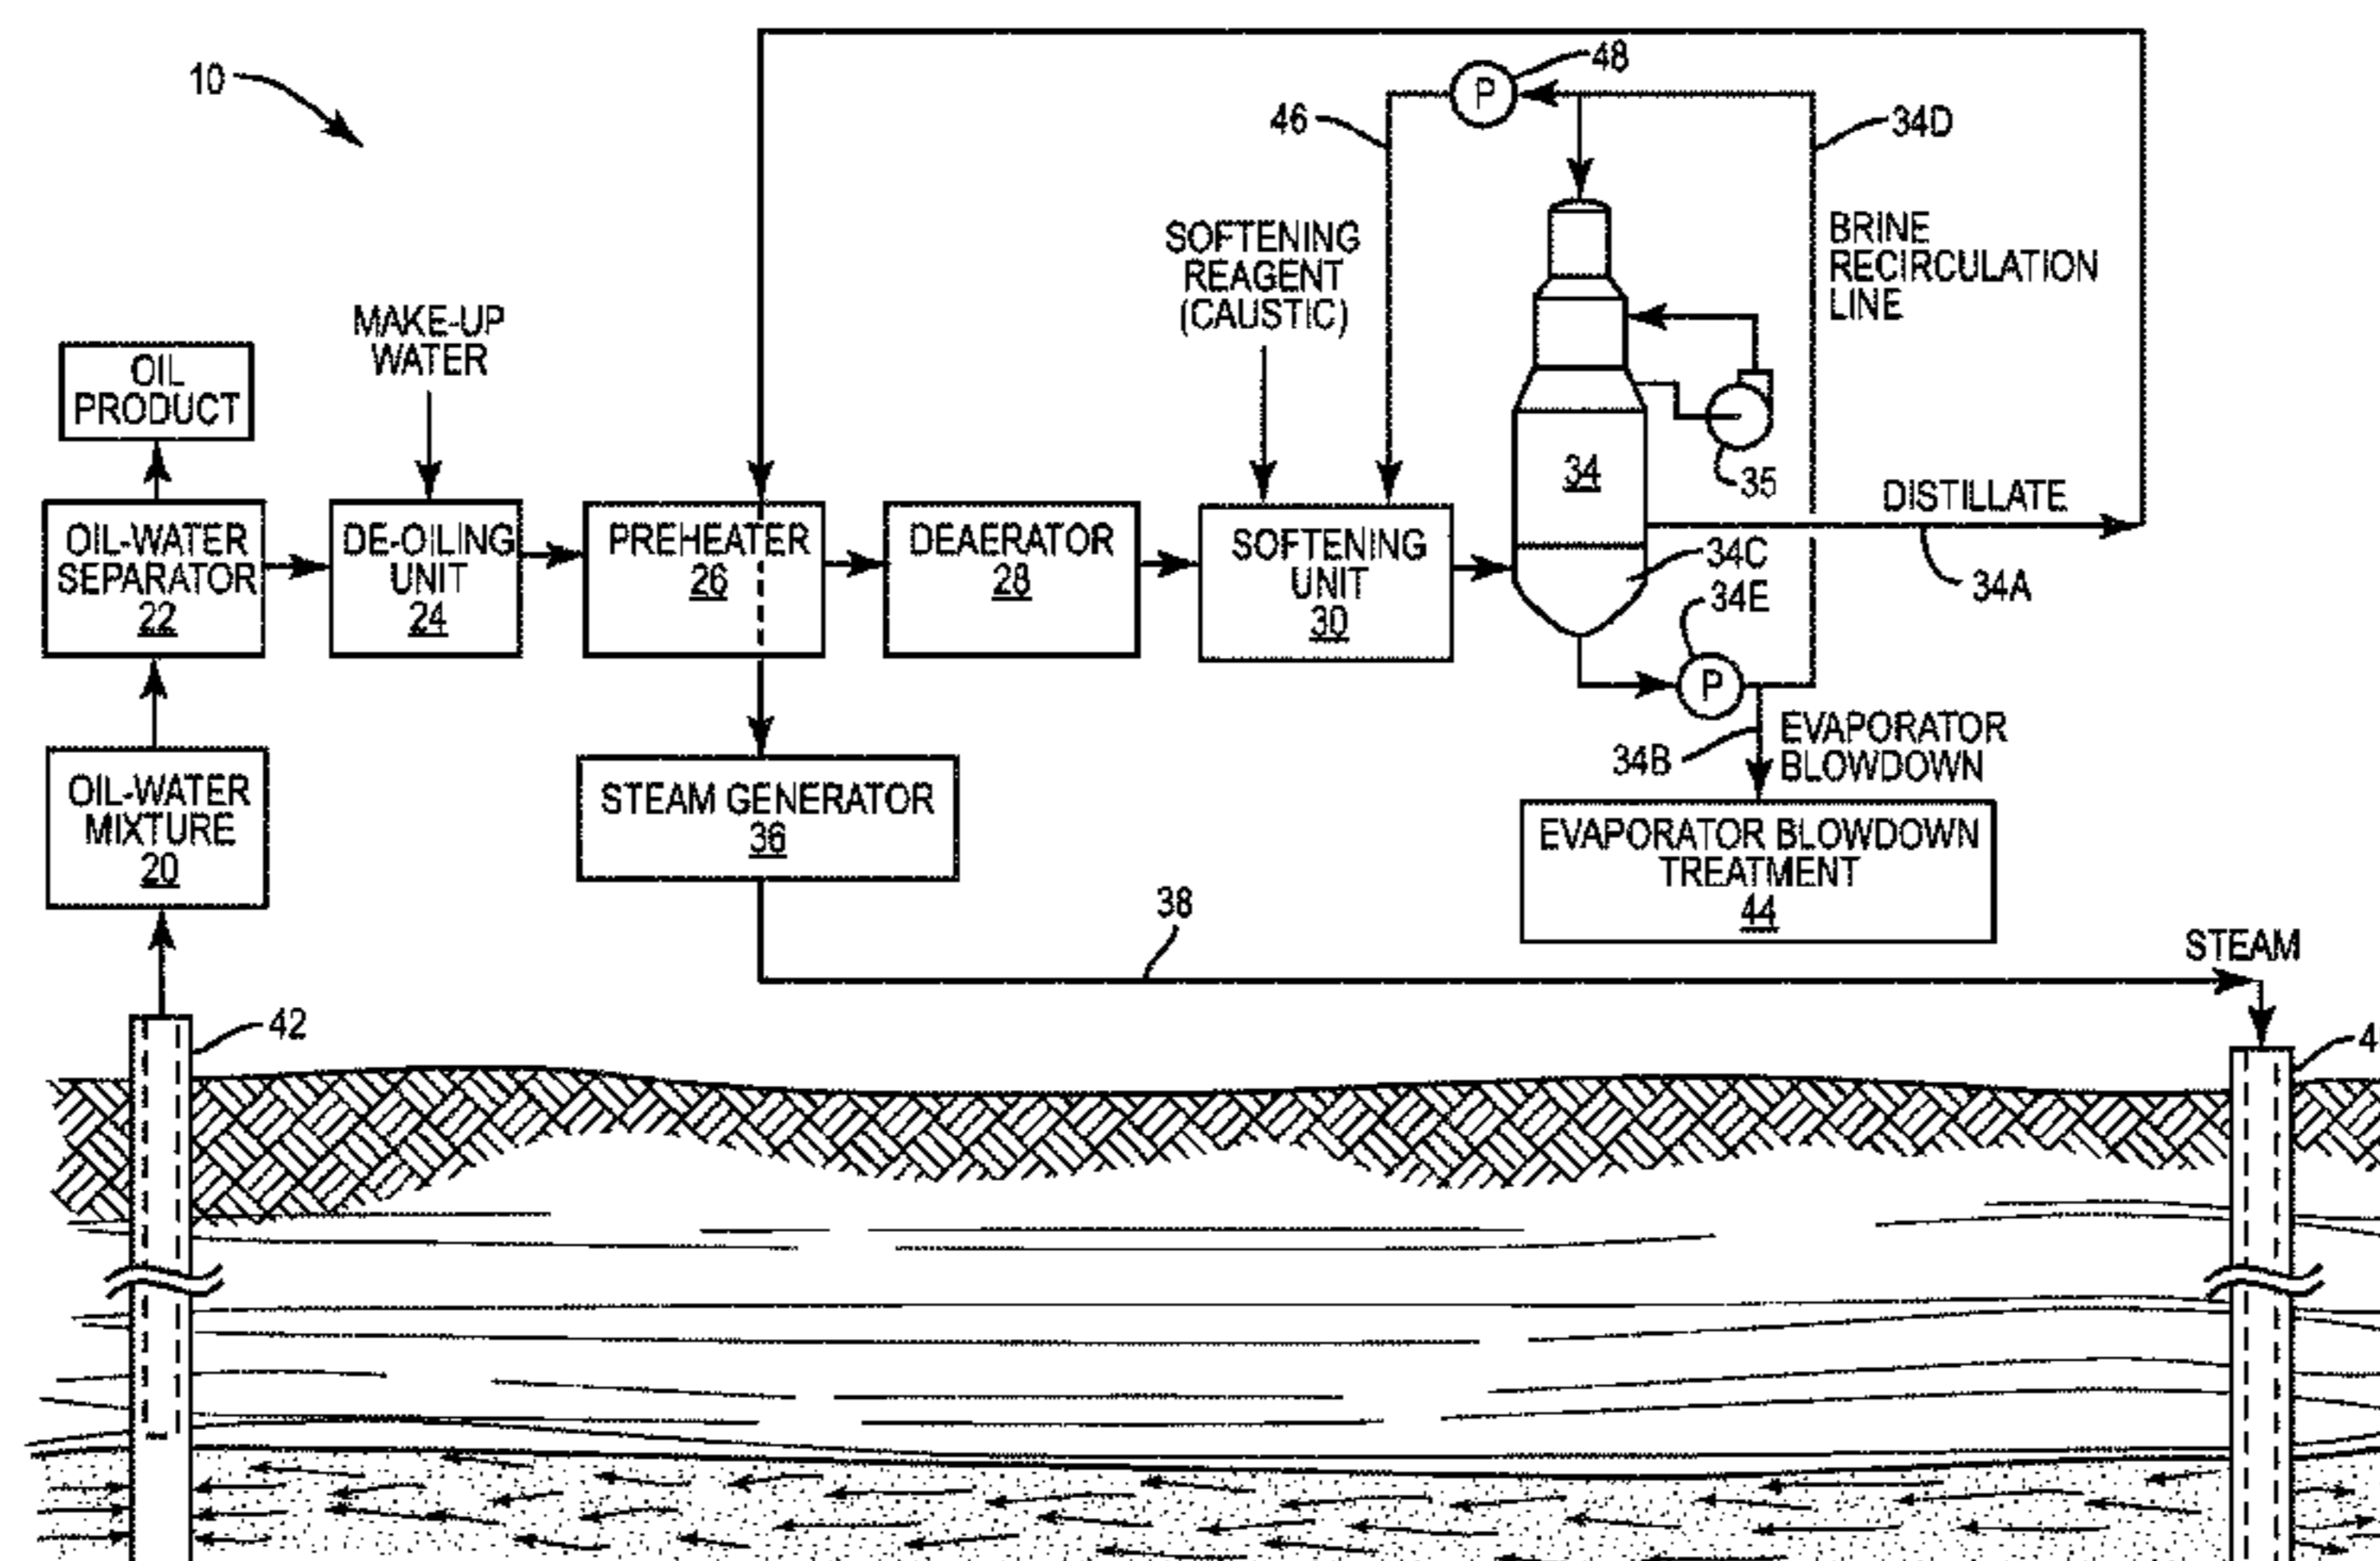 10
48
P
46
34D
SOFTENING
REAGENT
(CAUSTIC)
BRINE
RECIRCULATION
LINE
MAKE-UP
WATER
OIL
PRODUCT
34
35
DISTILLATE
34A
OIL-WATER
SEPARATOR
22
DE-OILING
UNIT
24
PREHEATER
26
DEAERATOR
28
SOFTENING
UNIT
30
34C
34E
P
EVAPORATOR
BLOWDOWN
34B
OIL-WATER
MIXTURE
20
STEAM GENERATOR
36
EVAPORATOR BLOWDOWN
TREATMENT
44
38
STEAM
42